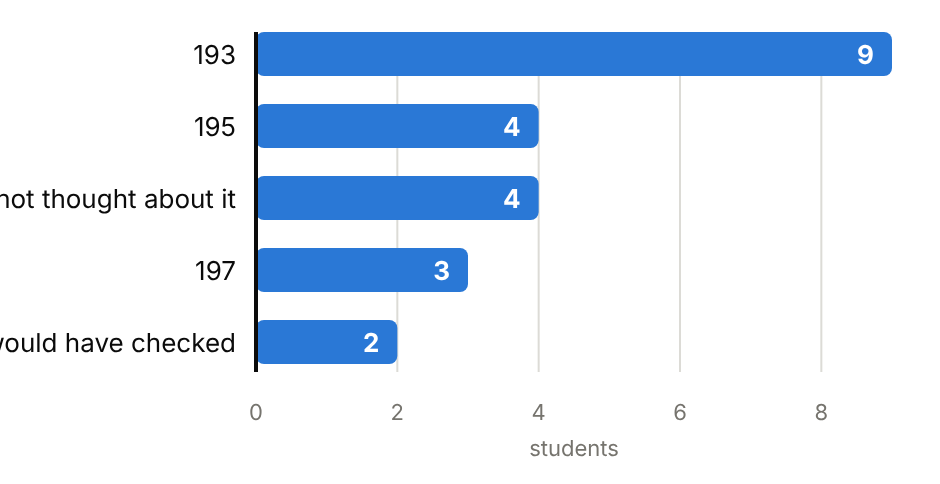 193 9
195 4
not thought about it 4
197 3
would have checked 2
0 2 4 6 8
students